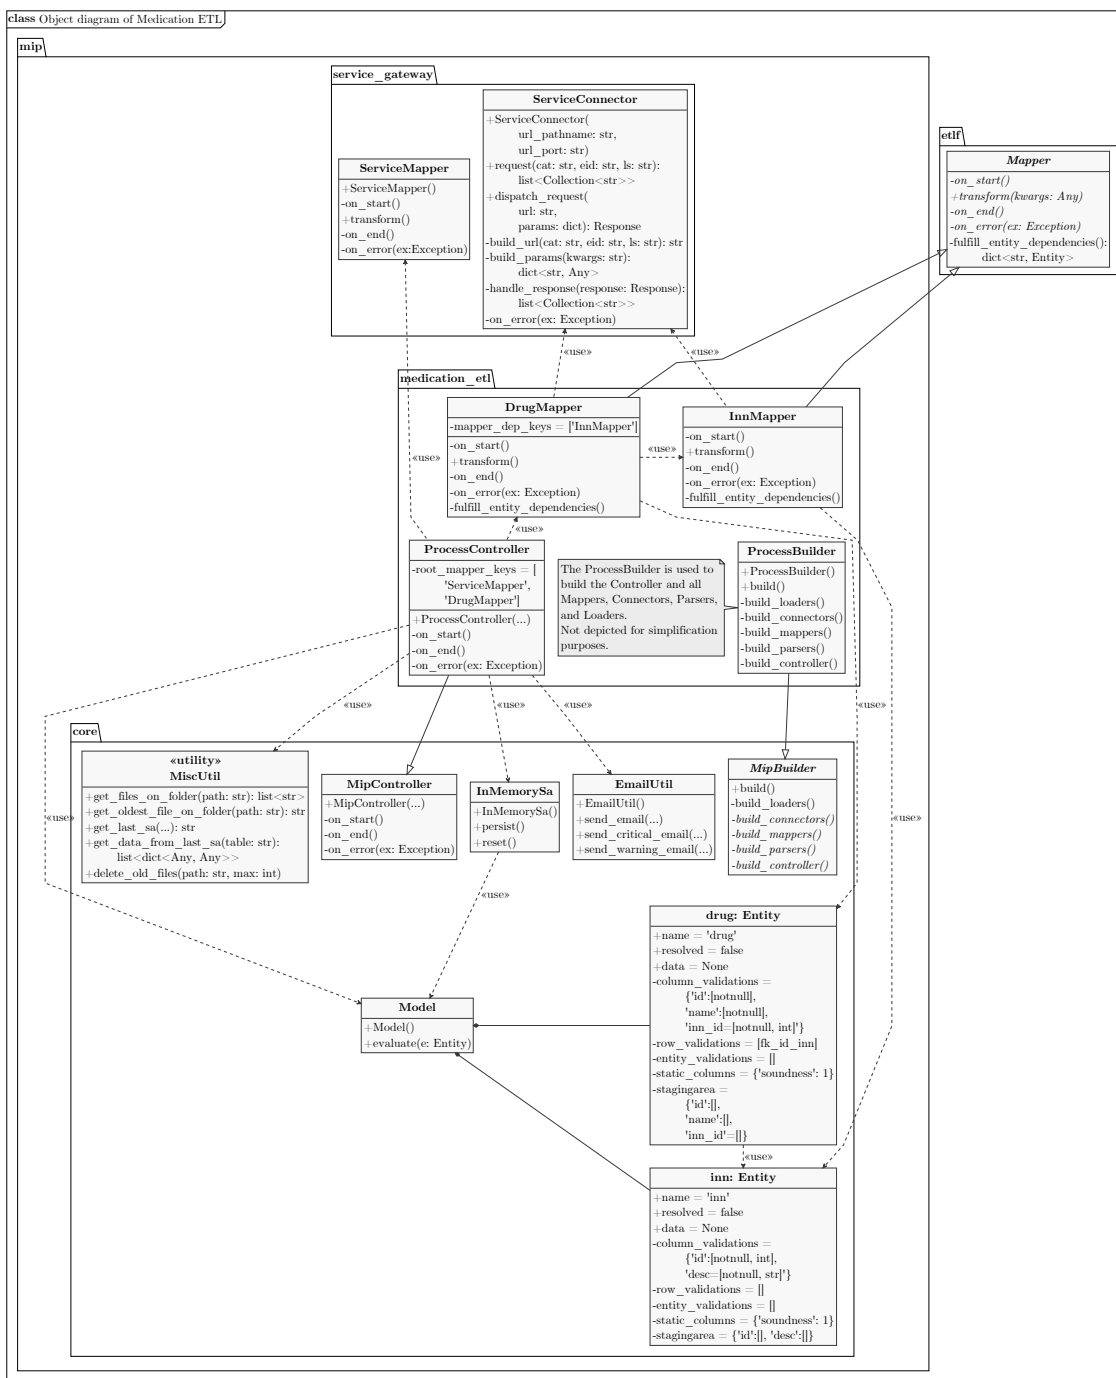 class Object diagram of Medication ETL
mip
service_gateway
ServiceMapper
+ServiceMapper()
-on_start()
+transform()
-on_end()
-on_error(ex:Exception)
ServiceConnector
+ServiceConnector(
url_pathname: str,
url_port: str)
+request(cat: str, eid: str, ls: str):
list<Collection<str>>
+dispatch_request(
url: str,
params: dict): Response
-build_url(cat: str, eid: str, ls: str): str
-build_params(kwargs: str):
dict<str, Any>
-handle_response(response: Response):
list<Collection<str>>
-on_error(ex: Exception)
etlf
Mapper
-on_start()
+transform(kwargs: Any)
-on_end()
-on_error(ex: Exception)
-fulfill_entity_dependencies():
dict<str, Entity>
«use»
«use»
medication_etl
DrugMapper
-mapper_dep_keys = ['InnMapper']
-on_start()
+transform()
-on_end()
-on_error(ex: Exception)
-fulfill_entity_dependencies()
«use»
InnMapper
-on_start()
+transform()
-on_end()
-on_error(ex: Exception)
-fulfill_entity_dependencies()
«use»
«use»
ProcessController
-root_mapper_keys = [
'ServiceMapper',
'DrugMapper']
+ProcessController(...)
-on_start()
-on_end()
-on_error(ex: Exception)
The ProcessBuilder is used to
build the Controller and all
Mappers, Connectors, Parsers,
and Loaders.
Not depicted for simplification
purposes.
ProcessBuilder
+ProcessBuilder()
+build()
-build_loaders()
-build_connectors()
-build_mappers()
-build_parsers()
-build_controller()
«use»
«use»
«use»
«use»
core
«utility»
MiscUtil
+get_files_on_folder(path: str): list<str>
+get_oldest_file_on_folder(path: str): str
+get_last_sa(...): str
+get_data_from_last_sa(table: str):
list<dict<Any, Any>>
+delete_old_files(path: str, max: int)
«use»
MipController
+MipController(...)
-on_start()
-on_end()
-on_error(ex: Exception)
InMemorySa
+InMemorySa()
+persist()
+reset()
EmailUtil
+EmailUtil()
+send_email(...)
+send_critical_email(...)
+send_warning_email(...)
MipBuilder
+build()
-build_loaders()
-build_connectors()
-build_mappers()
-build_parsers()
-build_controller()
«use»
«use»
Model
+Model()
+evaluate(e: Entity)
drug: Entity
+name = 'drug'
+resolved = false
+data = None
-column_validations =
{'id':[notnull],
'name':[notnull],
'inn_id=[notnull, int]'}
-row_validations = [fk_id_inn]
-entity_validations = []
-static_columns = {'soundness': 1}
-stagingarea =
{'id':[],
'name':[],
'inn_id'=[]}
«use»
inn: Entity
+name = 'inn'
+resolved = false
+data = None
-column_validations =
{'id':[notnull, int],
'desc=[notnull, str]'}
-row_validations = []
-entity_validations = []
-static_columns = {'soundness': 1}
-stagingarea = {'id':[], 'desc':[]}